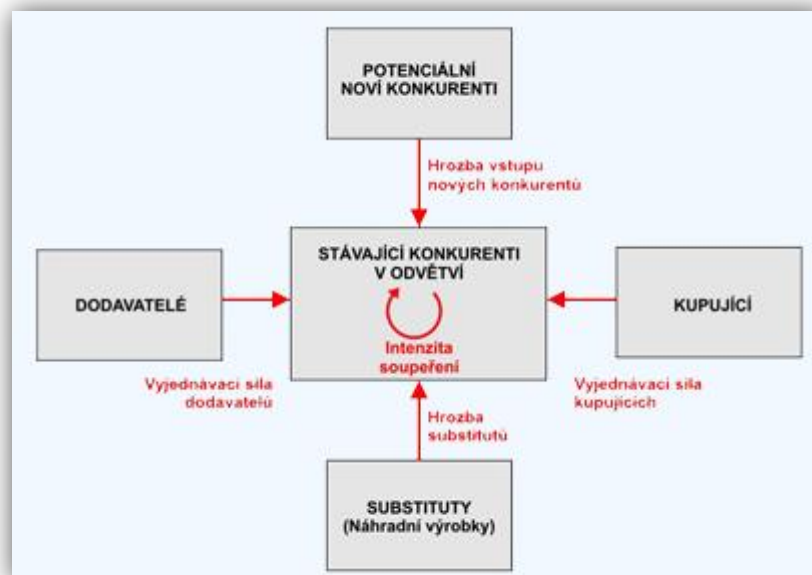 POTENCIÁLNÍ
NOVÍ KONKURENTI
Hrozba vstupu
nových konkurentů
STÁVAJÍCÍ KONKURENTI
V ODVĚTVÍ
Intenzita
soupeření
DODAVATELÉ
Vyjednávací síla
dodavatelů
KUPUJÍCÍ
Vyjednávací síla
kupujících
Hrozba
substitutů
SUBSTITUTY
(Náhradní výrobky)